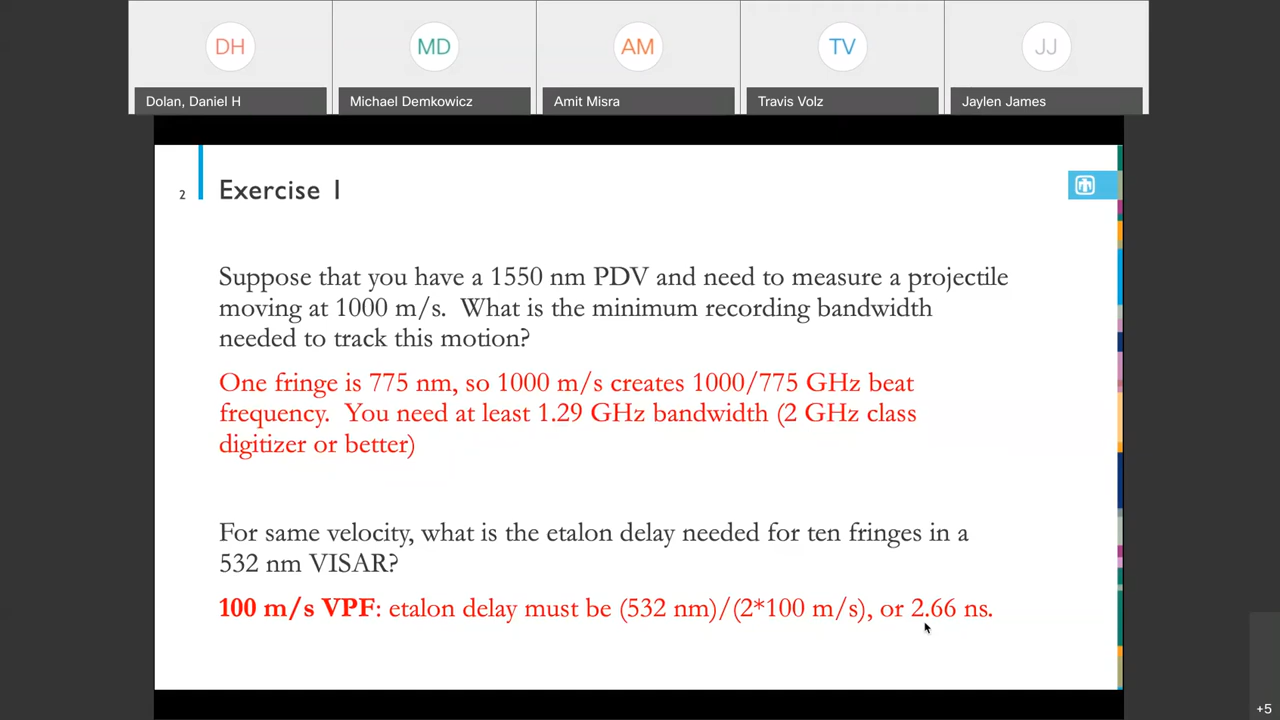 DH
MD
AM
TV
JJ
Dolan, Daniel H
Michael Demkowicz
Amit Misra
Travis Volz
Jaylen James
2
Exercise 1
Suppose that you have a 1550 nm PDV and need to measure a projectile
moving at 1000 m/s. What is the minimum recording bandwidth
needed to track this motion?
One fringe is 775 nm, so 1000 m/s creates 1000/775 GHz beat
frequency. You need at least 1.29 GHz bandwidth (2 GHz class
digitizer or better)
For same velocity, what is the etalon delay needed for ten fringes in a
532 nm VISAR?
100 m/s VPF: etalon delay must be (532 nm)/(2*100 m/s), or 2.66 ns.
+5